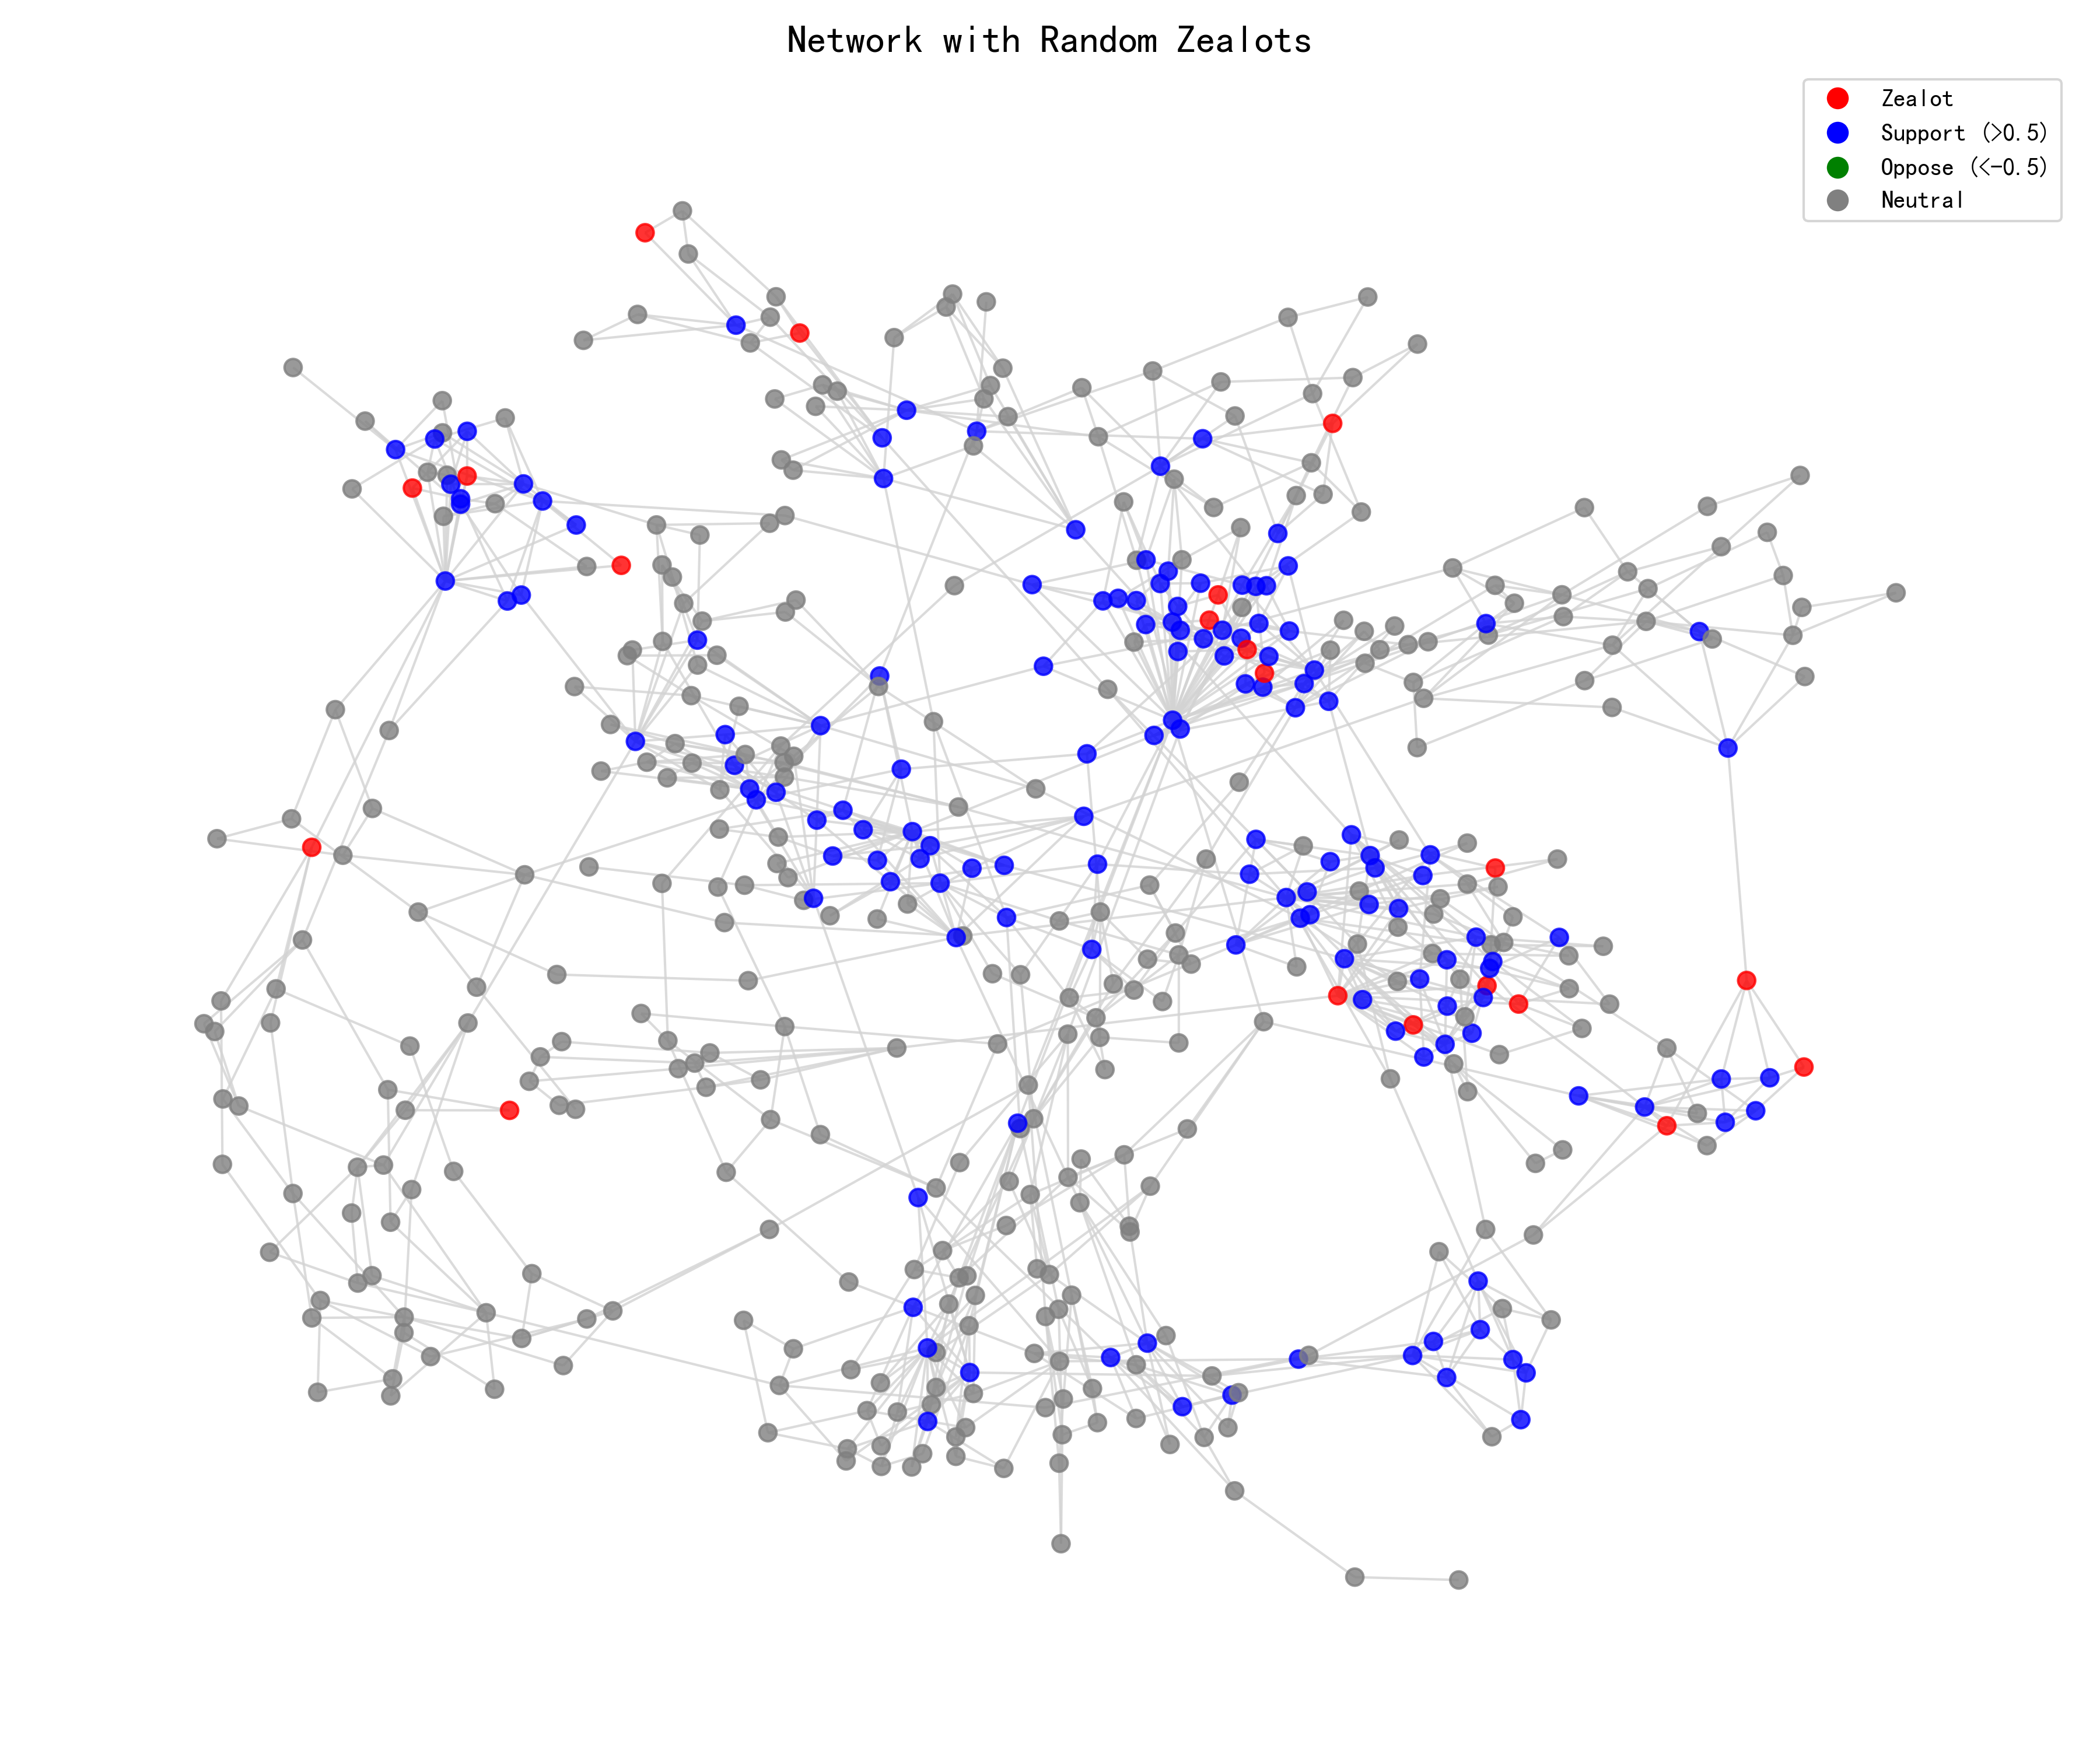 Network with Random Zealots
Zealot
Support (>0.5)
Oppose (<-0.5)
Neutral